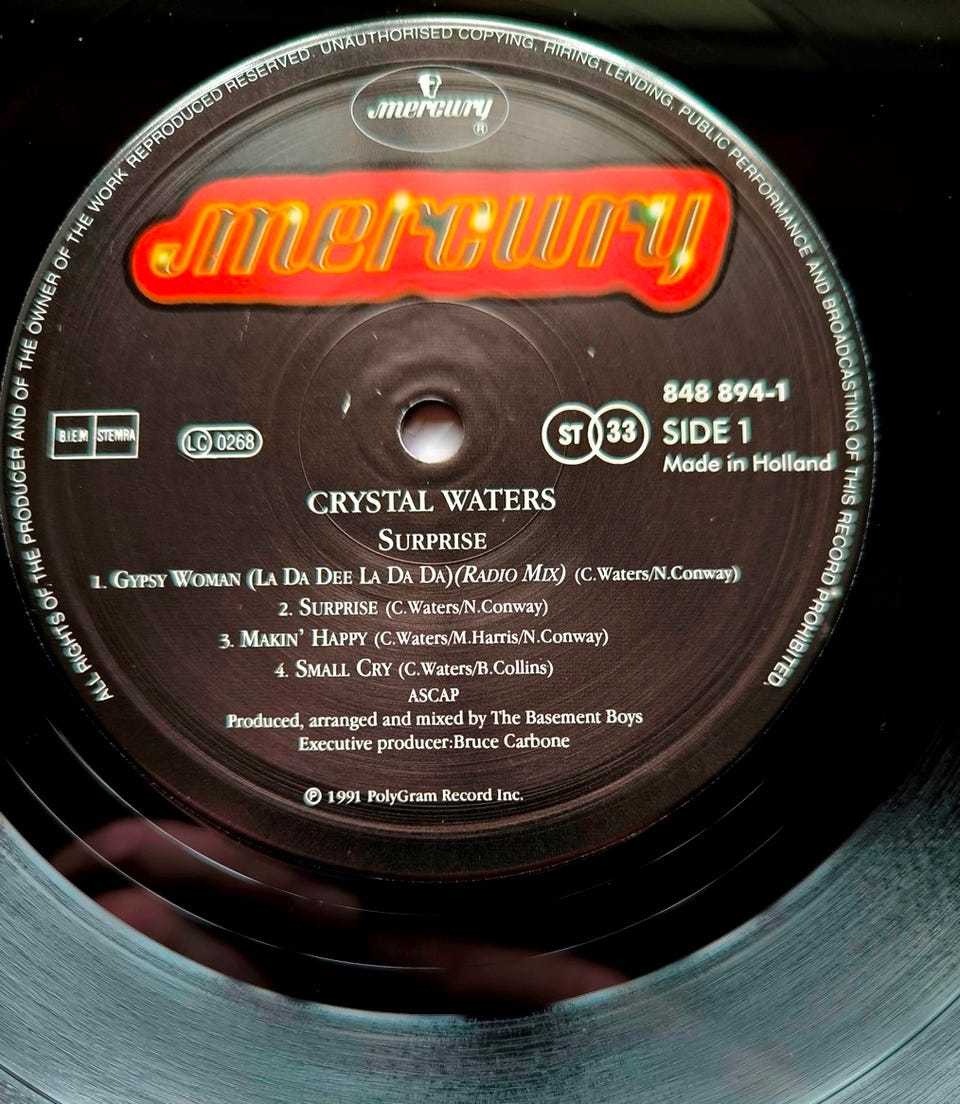 ALL RIGHTS OF THE PRODUCER AND OF THE OWNER OF THE WORK REPRODUCED RESERVED. UNAUTHORISED COPYING, HIRING, LENDING, PUBLIC PERFORMANCE AND BROADCASTING OF THIS RECORD PROHIBITED.
mercury
®
mercury
848 894-1
B.I.E.M STEMRA
LC 0268
ST 33
SIDE 1
Made in Holland
CRYSTAL WATERS
SURPRISE
1. GYPSY WOMAN (LA DA DEE LA DA DA)(RADIO MIX) (C.Waters/N.Conway)
2. SURPRISE (C.Waters/N.Conway)
3. MAKIN' HAPPY (C.Waters/M.Harris/N.Conway)
4. SMALL CRY (C.Waters/B.Collins)
ASCAP
Produced, arranged and mixed by The Basement Boys
Executive producer:Bruce Carbone
℗ 1991 PolyGram Record Inc.